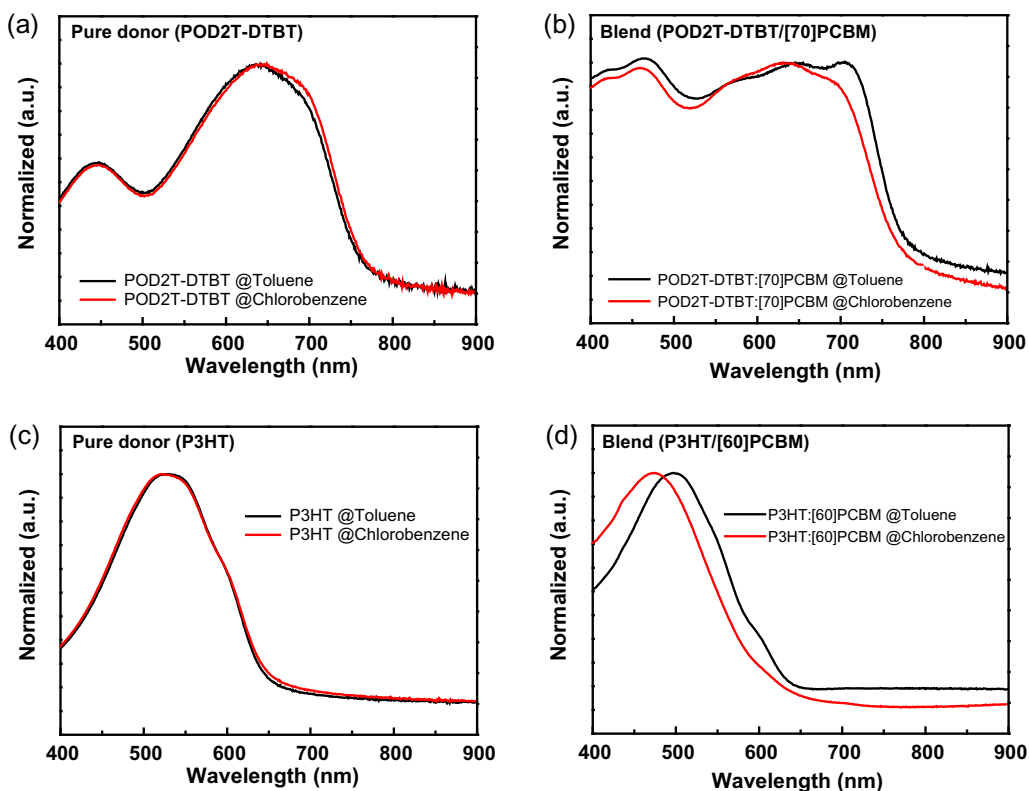 (a)
Pure donor (POD2T-DTBT)
Normalized (a.u.)
POD2T-DTBT @Toluene
POD2T-DTBT @Chlorobenzene
400 500 600 700 800 900
Wavelength (nm)
(b)
Blend (POD2T-DTBT/[70]PCBM)
Normalized (a.u.)
POD2T-DTBT:[70]PCBM @Toluene
POD2T-DTBT:[70]PCBM @Chlorobenzene
400 500 600 700 800 900
Wavelength (nm)
(c)
Pure donor (P3HT)
Normalized (a.u.)
P3HT @Toluene
P3HT @Chlorobenzene
400 500 600 700 800 900
Wavelength (nm)
(d)
Blend (P3HT/[60]PCBM)
Normalized (a.u.)
P3HT:[60]PCBM @Toluene
P3HT:[60]PCBM @Chlorobenzene
400 500 600 700 800 900
Wavelength (nm)